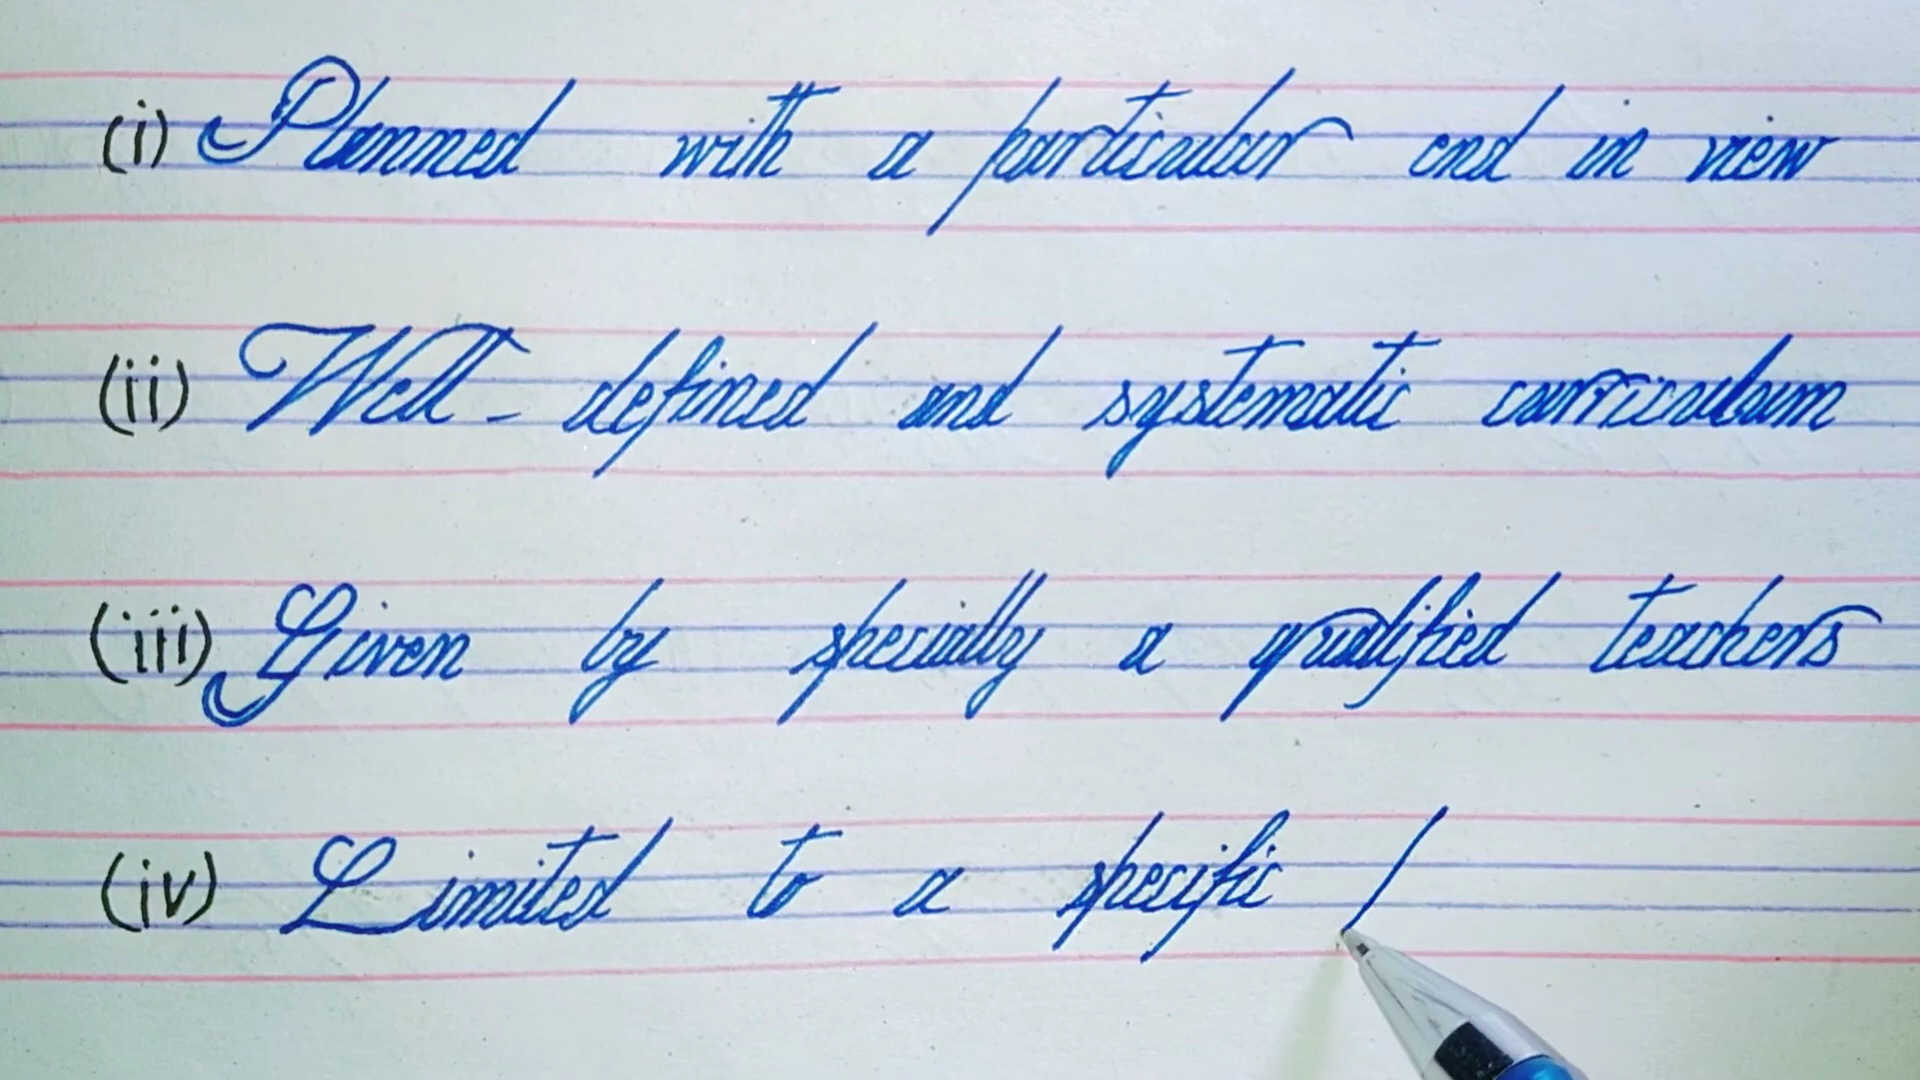 (i) Planned with a particular end in view
(ii) Well- defined and systematic curriculum
(iii) Given by specially a qualified teachers
(iv) Limited to a specific